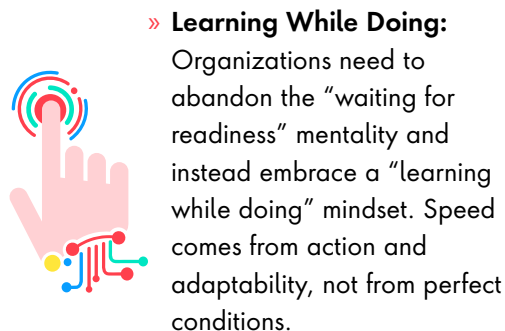 » Learning While Doing:
Organizations need to
abandon the “waiting for
readiness” mentality and
instead embrace a “learning
while doing” mindset. Speed
comes from action and
adaptability, not from perfect
conditions.